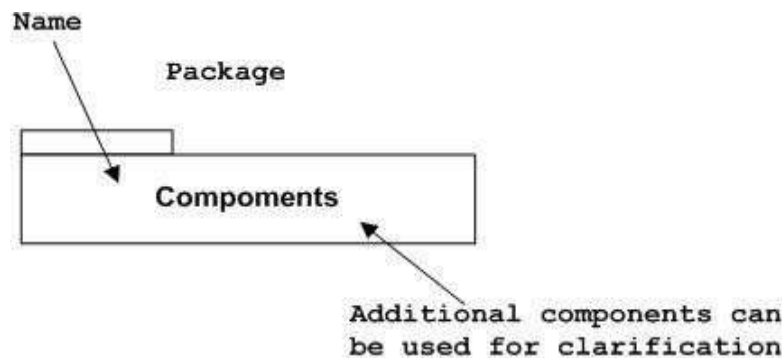 Name
Package
Compoments
Additional components can
be used for clarification